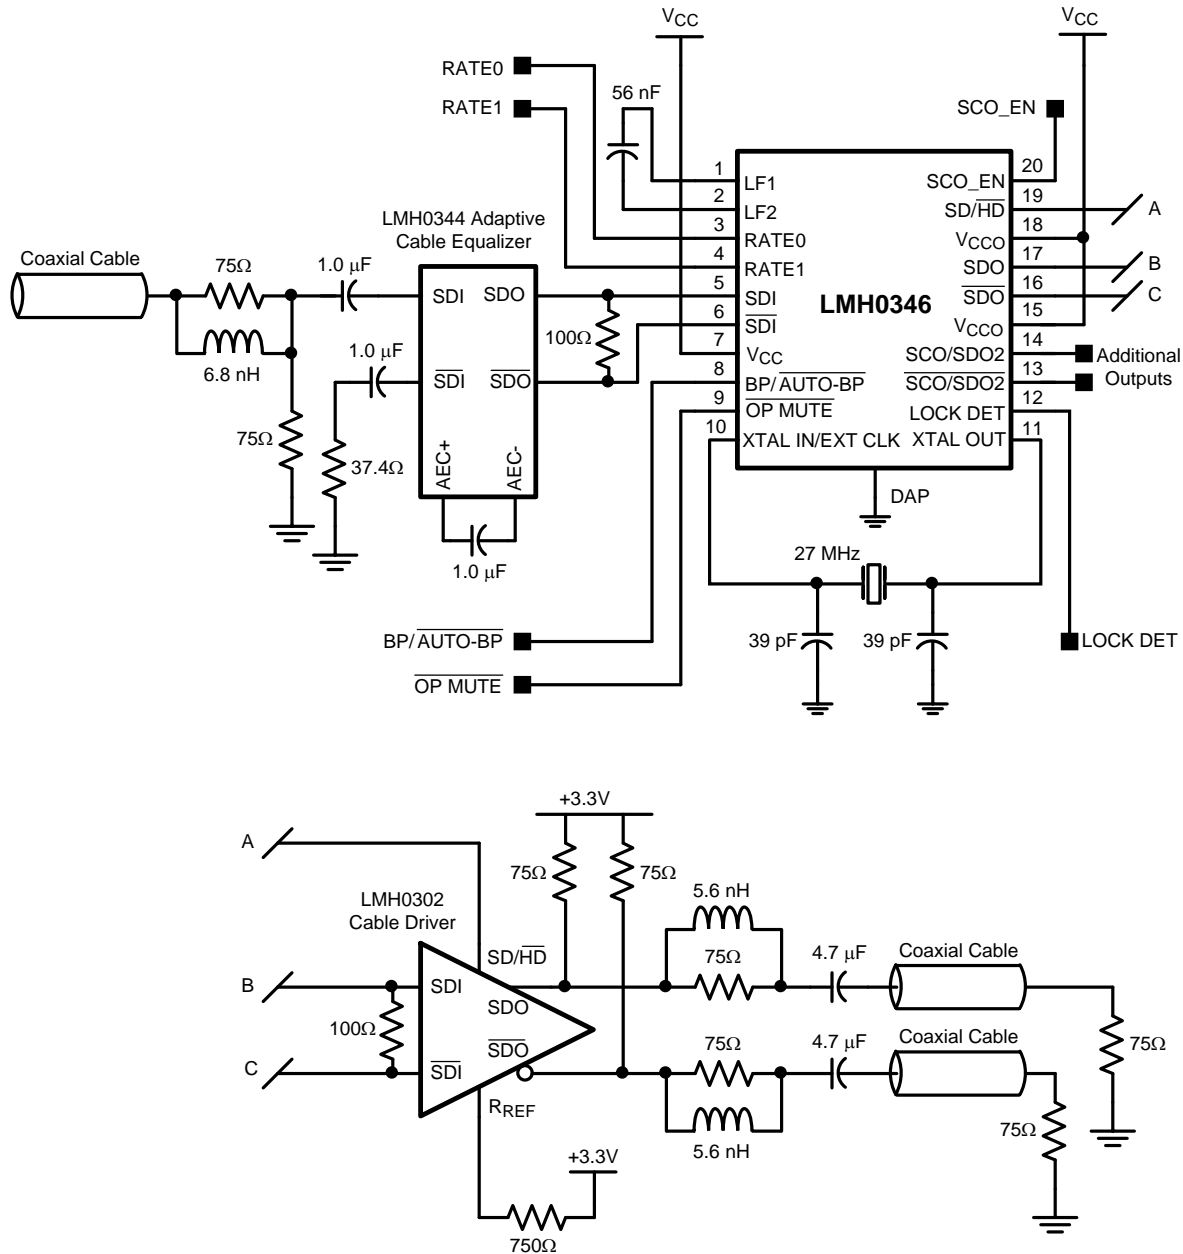 VCC
VCC
RATE0
RATE1
56 nF
SCO_EN
1
2
3
4
5
6
7
8
9
10
LF1
LF2
RATE0
RATE1
SDI
SDI
VCC
BP/AUTO-BP
OP MUTE
XTAL IN/EXT CLK
LMH0346
SCO_EN
SD/HD
VCCO
SDO
SDO
VCCO
SCO/SDO2
SCO/SDO2
LOCK DET
XTAL OUT
20
19
18
17
16
15
14
13
12
11
A
B
C
Additional
Outputs
DAP
LMH0344 Adaptive
Cable Equalizer
Coaxial Cable
75Ω
6.8 nH
75Ω
1.0 µF
1.0 µF
37.4Ω
SDI
SDO
SDI
SDO
AEC+
AEC-
1.0 µF
100Ω
27 MHz
39 pF
39 pF
BP/AUTO-BP
OP MUTE
LOCK DET
+3.3V
A
75Ω
75Ω
LMH0302
Cable Driver
5.6 nH
SD/HD
75Ω
4.7 µF
Coaxial Cable
B
SDI
SDO
100Ω
SDO
75Ω
4.7 µF
Coaxial Cable
75Ω
C
SDI
RREF
5.6 nH
75Ω
+3.3V
750Ω